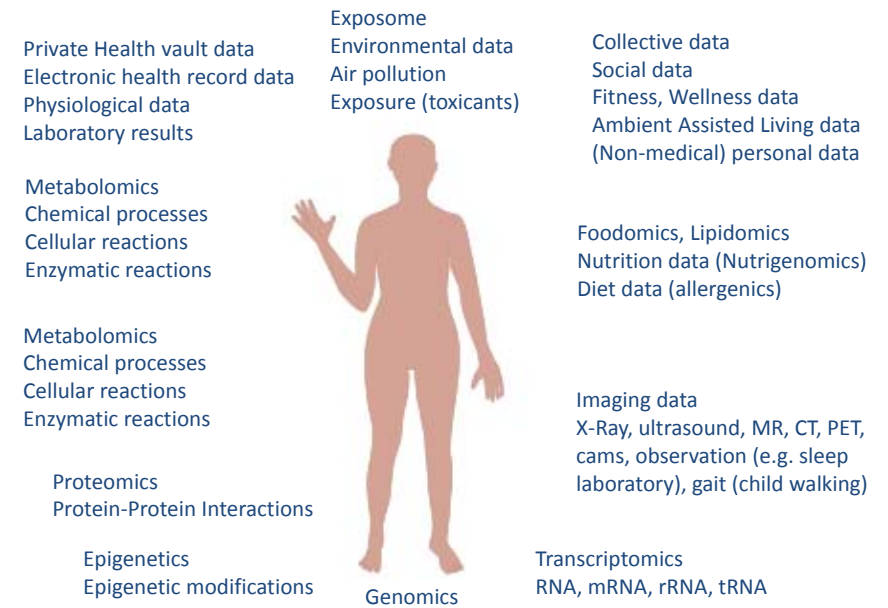 Exposome
Environmental data
Air pollution
Exposure (toxicants)
Private Health vault data
Electronic health record data
Physiological data
Laboratory results
Collective data
Social data
Fitness, Wellness data
Ambient Assisted Living data
(Non-medical) personal data
Metabolomics
Chemical processes
Cellular reactions
Enzymatic reactions
Foodomics, Lipidomics
Nutrition data (Nutrigenomics)
Diet data (allergenics)
Metabolomics
Chemical processes
Cellular reactions
Enzymatic reactions
Imaging data
X-Ray, ultrasound, MR, CT, PET,
cams, observation (e.g. sleep
laboratory), gait (child walking)
Proteomics
Protein-Protein Interactions
Epigenetics
Epigenetic modifications
Genomics
Transcriptomics
RNA, mRNA, rRNA, tRNA